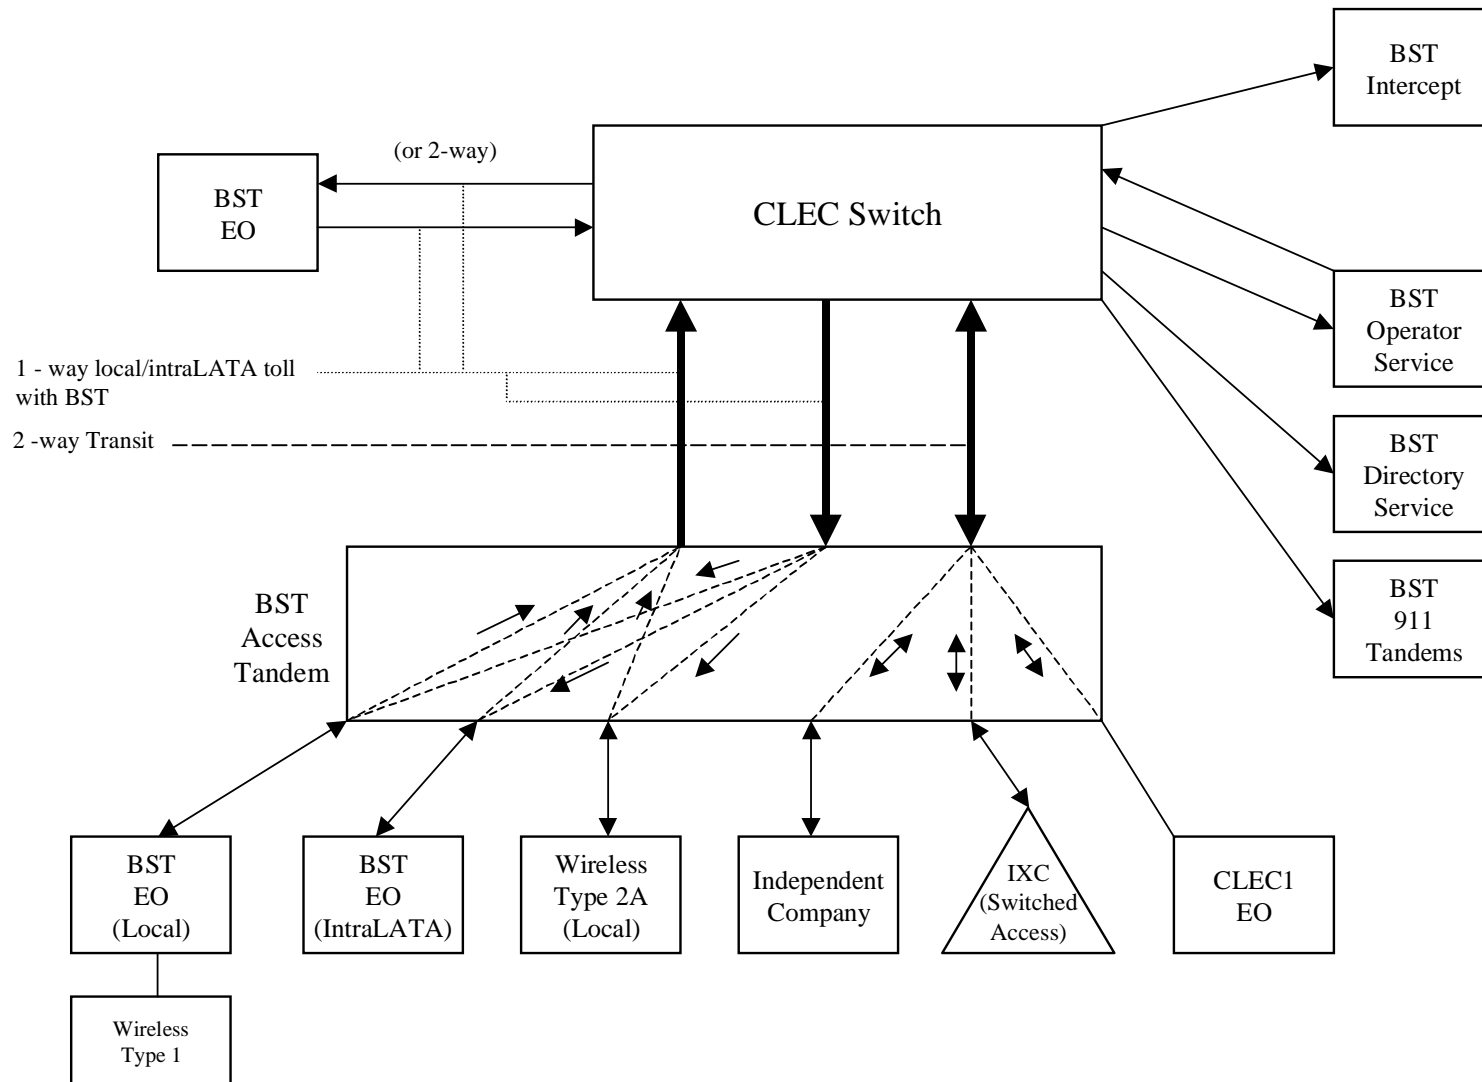 BST
Intercept
(or 2-way)
BST
EO
CLEC Switch
BST
Operator
Service
1 - way local/intraLATA toll
with BST
2 -way Transit
BST
Directory
Service
BST
911
Tandems
BST
Access
Tandem
BST
EO
(Local)
BST
EO
(IntraLATA)
Wireless
Type 2A
(Local)
Independent
Company
IXC
(Switched
Access)
CLEC1
EO
Wireless
Type 1